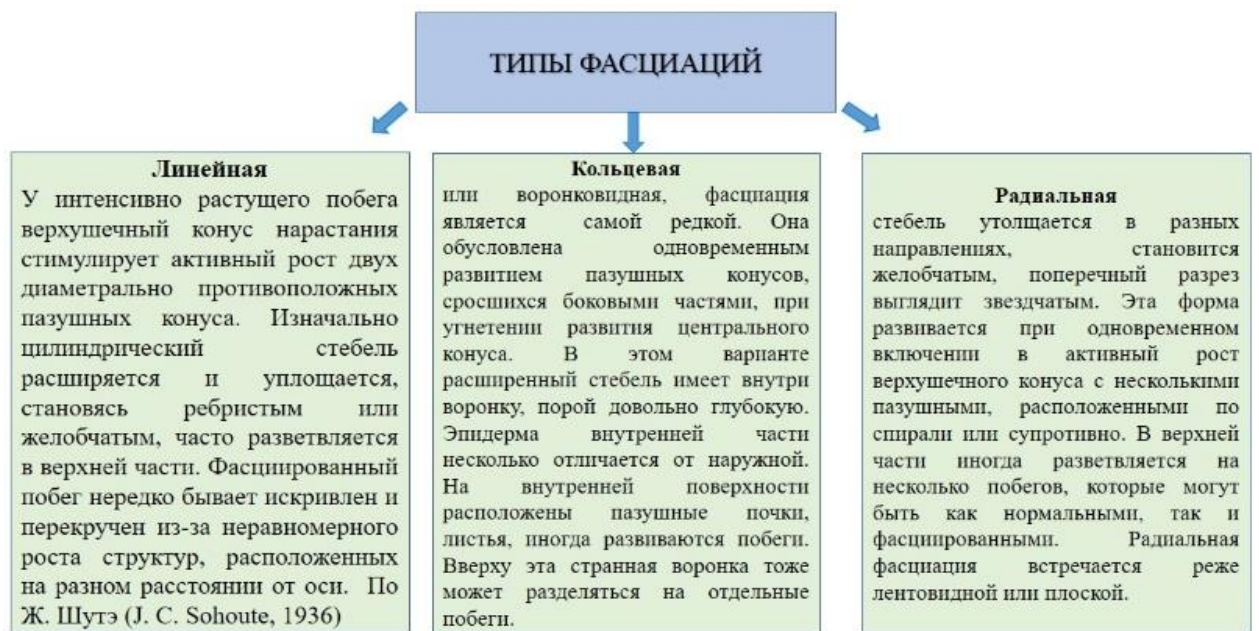 ТИПЫ ФАСЦИАЦИЙ
Линейная
У интенсивно растущего побега
верхушечный конус нарастания
стимулирует активный рост двух
диаметрально противоположных
пазушных конуса. Изначально
цилиндрический стебель
расширяется и уплощается,
становясь ребристым или
желобчатым, часто разветвляется
в верхней части. Фасциированный
побег нередко бывает искривлен и
перекручен из-за неравномерного
роста структур, расположенных
на разном расстоянии от оси. По
Ж. Шутэ (J. C. Sohoute, 1936)
Кольцевая
или воронковидная, фасциация
является самой редкой. Она
обусловлена одновременным
развитием пазушных конусов,
сросшихся боковыми частями, при
угнетении развития центрального
конуса. В этом варианте
расширенный стебель имеет внутри
воронку, порой довольно глубокую.
Эпидерма внутренней части
несколько отличается от наружной.
На внутренней поверхности
расположены пазушные почки,
листья, иногда развиваются побеги.
Вверху эта странная воронка тоже
может разделяться на отдельные
побеги.
Радиальная
стебель утолщается в разных
направлениях, становится
желобчатым, поперечный разрез
выглядит звездчатым. Эта форма
развивается при одновременном
включении в активный рост
верхушечного конуса с несколькими
пазушными, расположенными по
спирали или супротивно. В верхней
части иногда разветвляется на
несколько побегов, которые могут
быть как нормальными, так и
фасциированными. Радиальная
фасциация встречается реже
лентовидной или плоской.